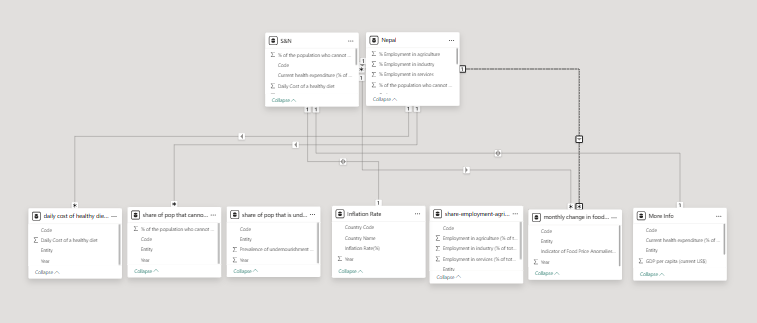 S&N
% of the population who cannot ...
Code
Current health expenditure (% of ...
Daily Cost of a healthy diet
Collapse
Nepal
% Employment in agriculture
% Employment in industry
% Employment in services
% of the population who cannot ...
Collapse
daily cost of healthy die...
Code
Daily Cost of a healthy diet
Entity
Year
Collapse
share of pop that canno...
% of the population who cannot ...
Code
Entity
Year
Collapse
share of pop that is und...
Code
Entity
Prevalence of undernourishment ...
Year
Collapse
Inflation Rate
Country Code
Country Name
Inflation Rate(%)
Year
Collapse
share-employment-agri...
Code
Employment in agriculture (% of t...
Employment in industry (% of tot...
Employment in services (% of tot...
Entity
Collapse
monthly change in food...
Code
Entity
Indicator of Food Price Anomalies...
Year
Collapse
More Info
Code
Current health expenditure (% of ...
Entity
GDP per capita (current US$)
Collapse